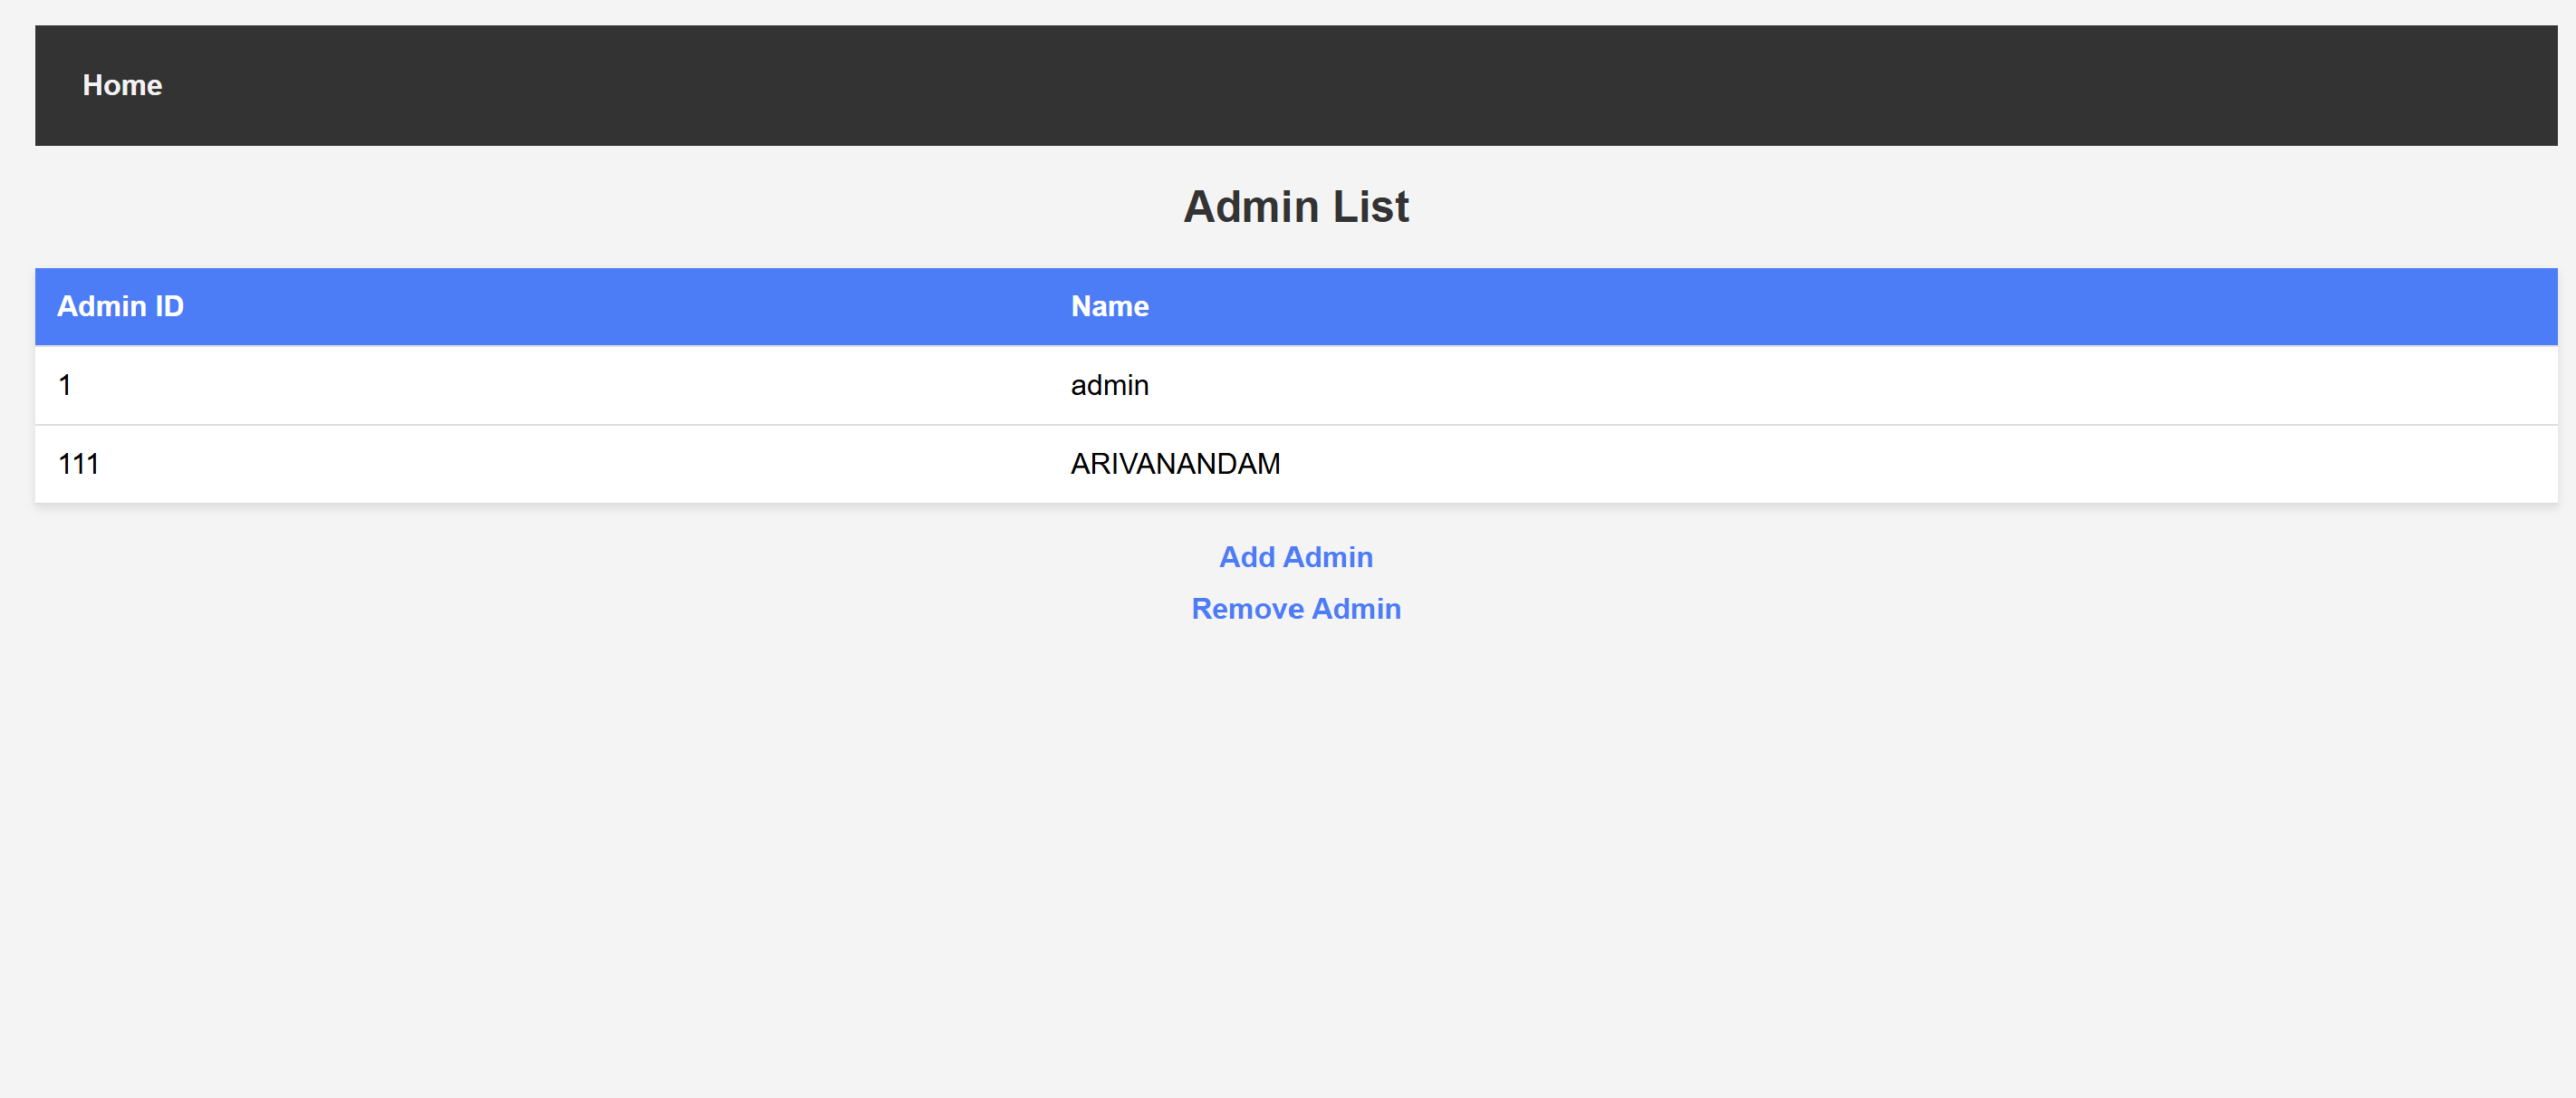 Home
Admin List
Admin ID Name
1 admin
111 ARIVANANDAM
Add Admin
Remove Admin